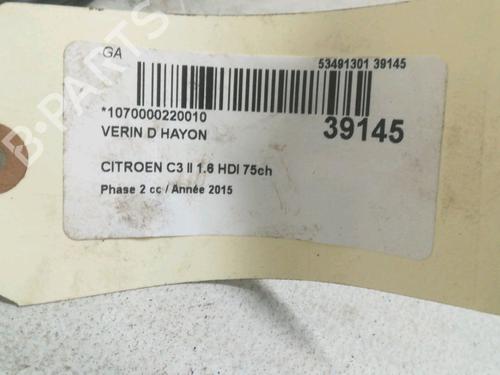 GA
53491301 39145
*1070000220010
VERIN D HAYON
39145
CITROEN C3 II 1.6 HDI 75ch
Phase 2 cc / Année 2015
B-PARTS